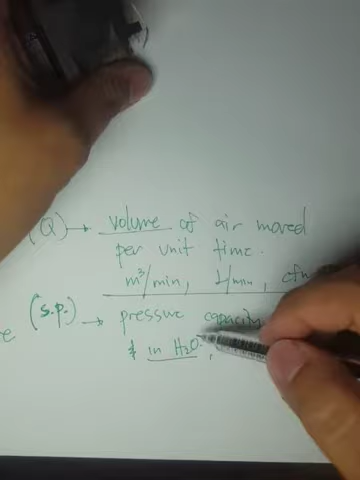 (Q) → volume of air moved
per unit time.
m³/min, L/min, cfm
(s.p.) → pressure capacity
in H₂O,